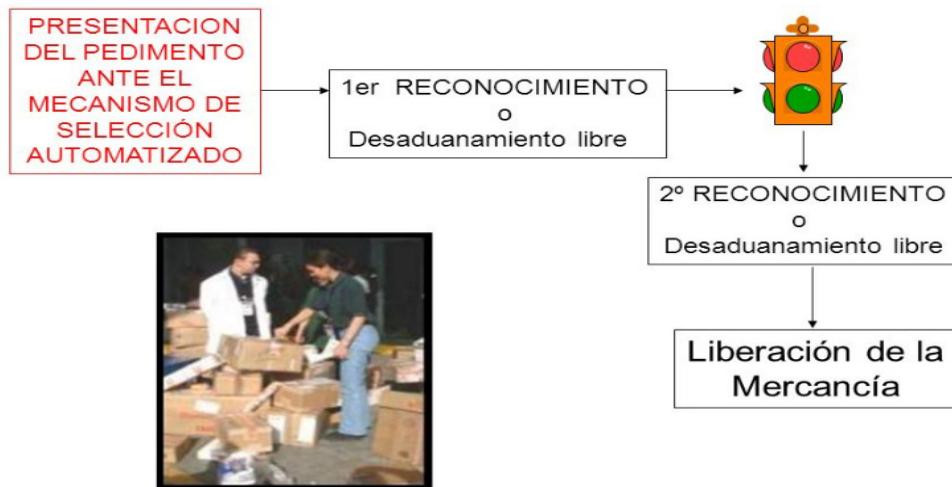 PRESENTACION
DEL PEDIMENTO
ANTE EL
MECANISMO DE
SELECCIÓN
AUTOMATIZADO
1er RECONOCIMIENTO
o
Desaduanamiento libre
2º RECONOCIMIENTO
o
Desaduanamiento libre
Liberación de la
Mercancía